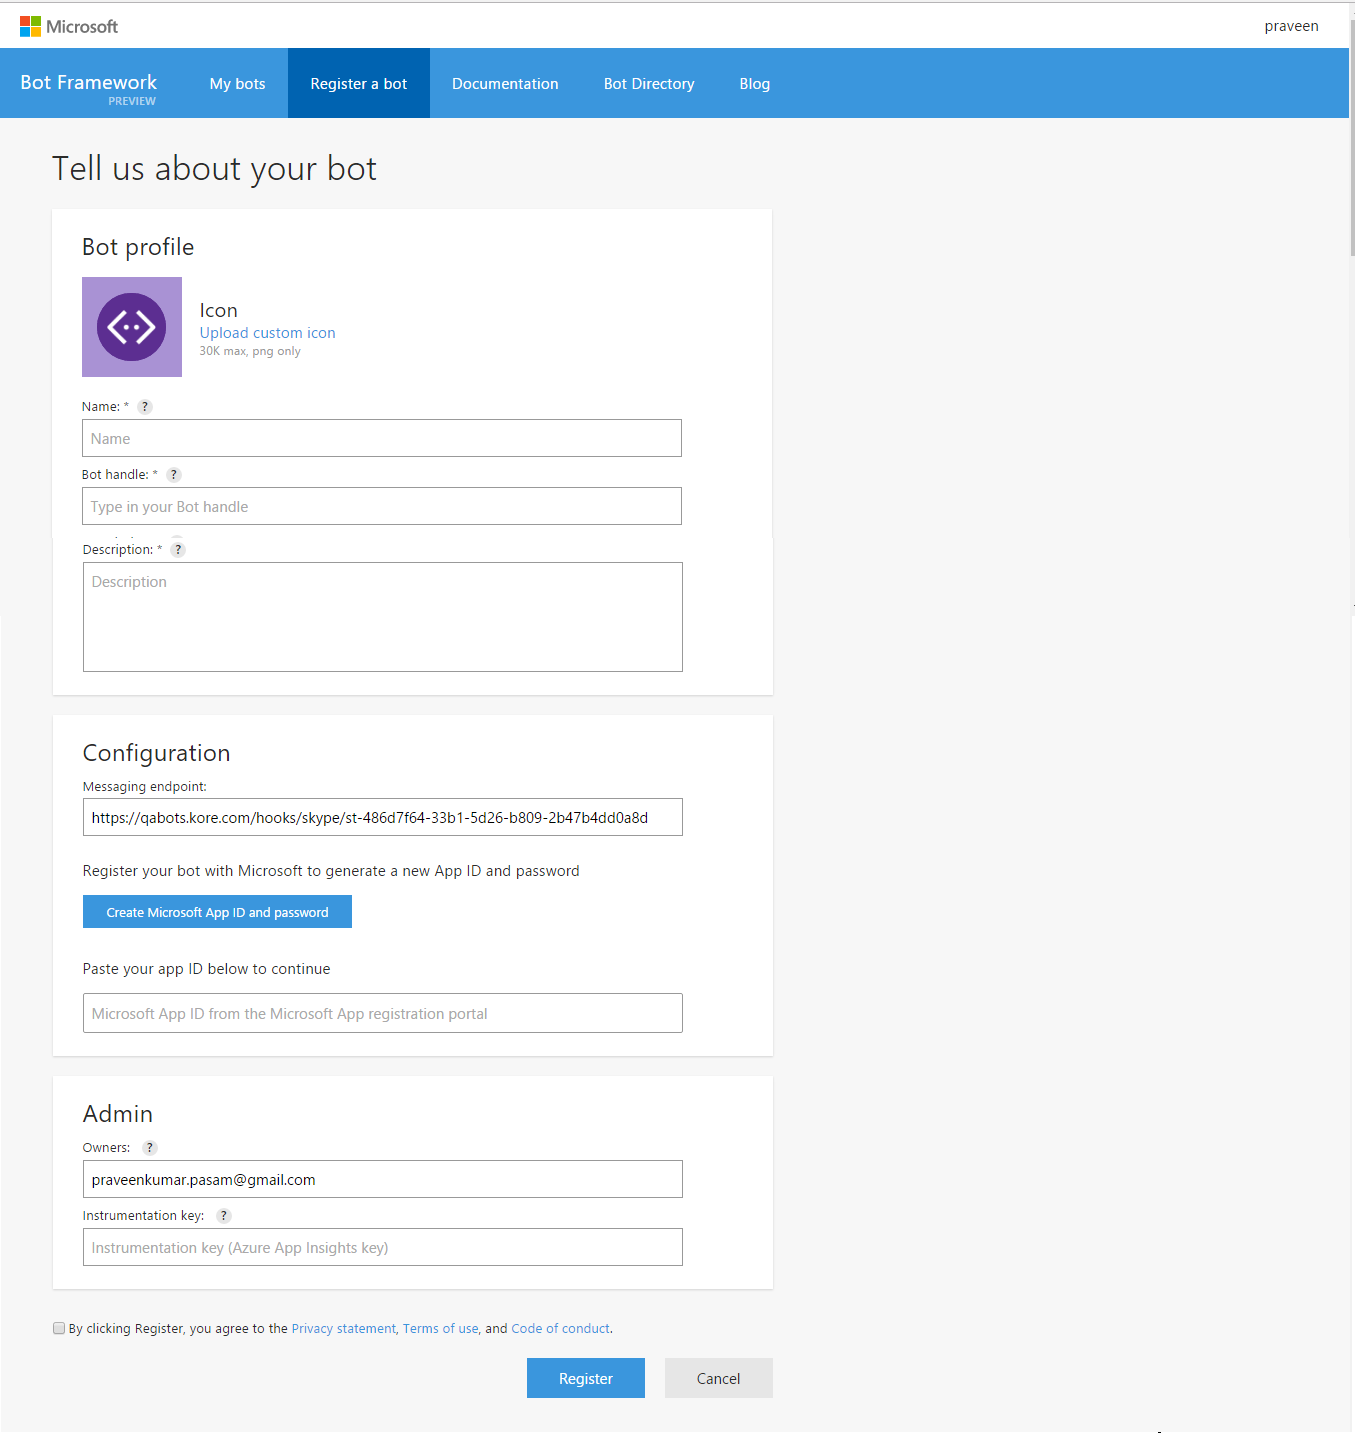 Microsoft
praveen
Bot Framework
PREVIEW
My bots
Register a bot
Documentation
Bot Directory
Blog
Tell us about your bot
Bot profile
Icon
Upload custom icon
30K max, png only
Name: * ?
Name
Bot handle: * ?
Type in your Bot handle
Description: * ?
Description
Configuration
Messaging endpoint:
https://qabots.kore.com/hooks/skype/st-486d7f64-33b1-5d26-b809-2b47b4dd0a8d
Register your bot with Microsoft to generate a new App ID and password
Create Microsoft App ID and password
Paste your app ID below to continue
Microsoft App ID from the Microsoft App registration portal
Admin
Owners: ?
praveenkumar.pasam@gmail.com
Instrumentation key: ?
Instrumentation key (Azure App Insights key)
By clicking Register, you agree to the Privacy statement, Terms of use, and Code of conduct.
Register
Cancel